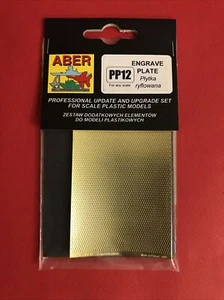 ABER
PP12
For any scale
ENGRAVE
PLATE
Płytka
ryflowana
PROFESSIONAL UPDATE AND UPGRADE SET
FOR SCALE PLASTIC MODELS
ZESTAW DODATKOWYCH ELEMENTÓW
DO MODELI PLASTIKOWYCH